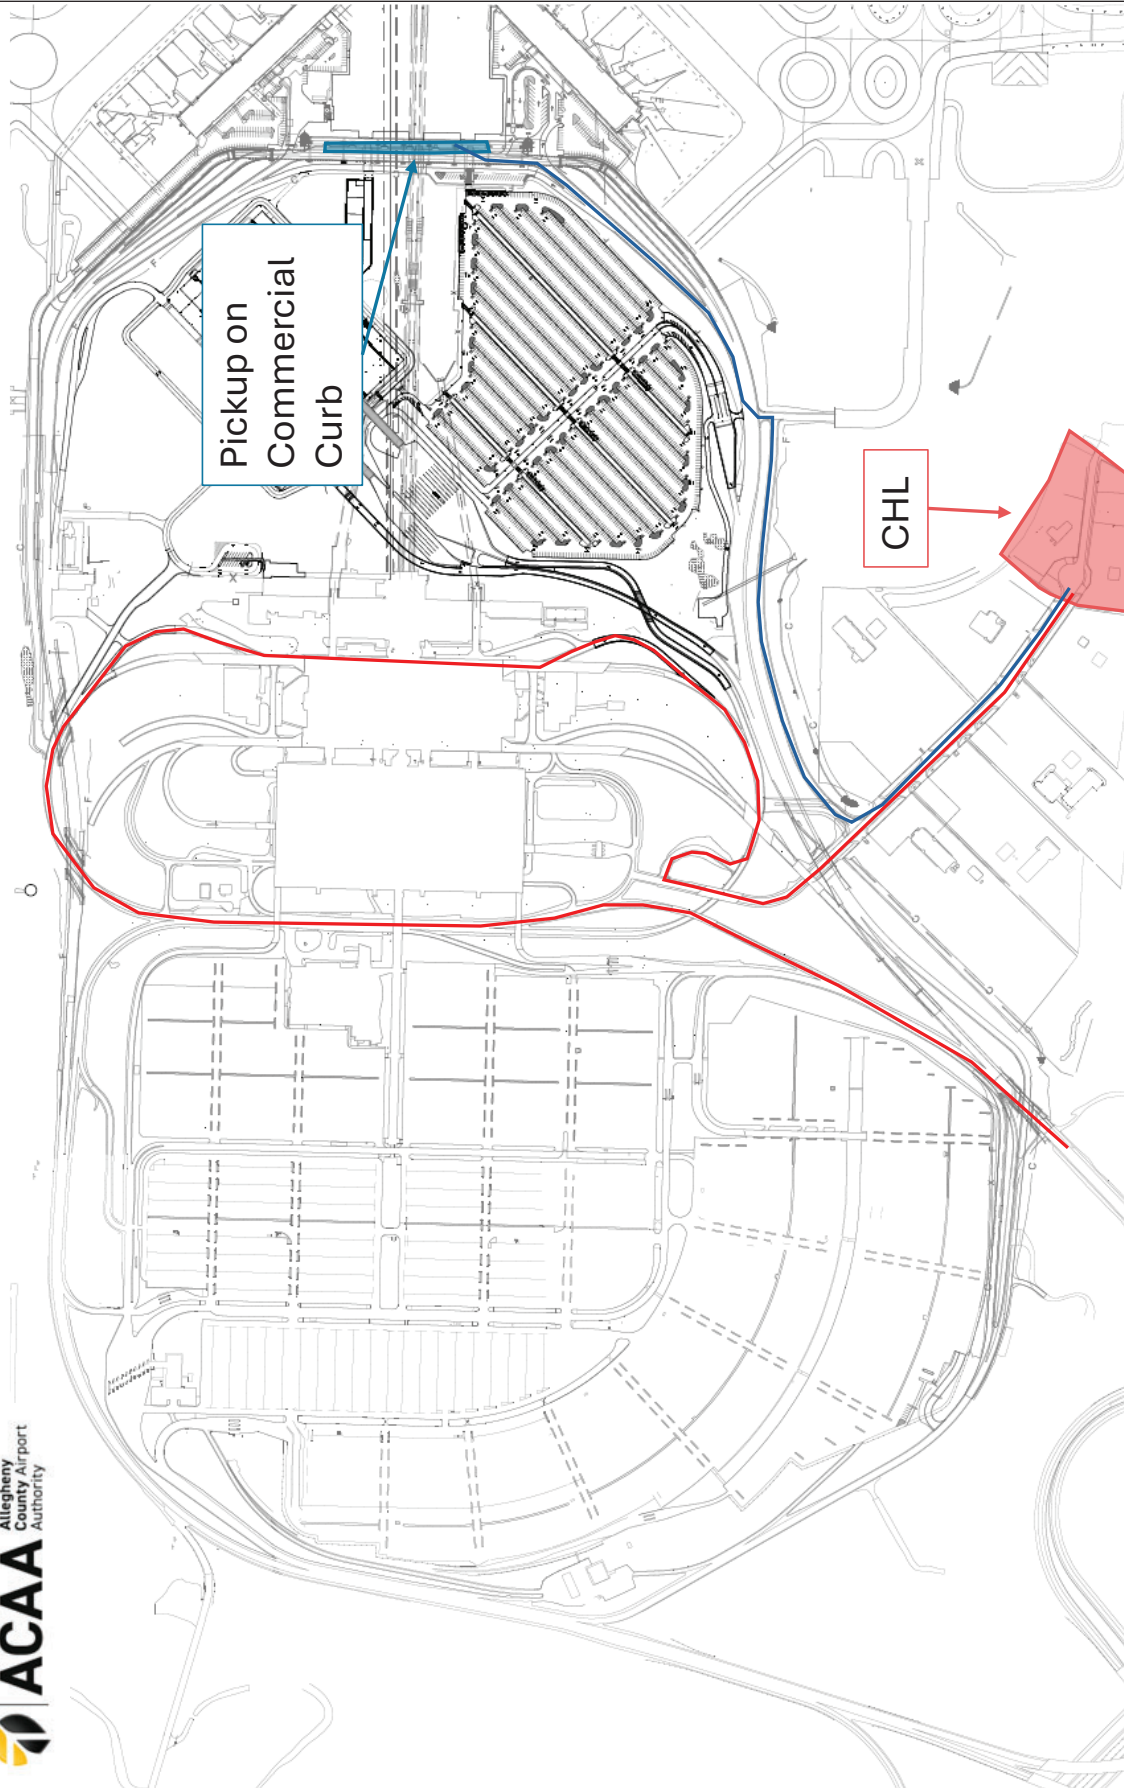 ACAA
Allegheny
County Airport
Authority
Pickup on
Commercial
Curb
CHL